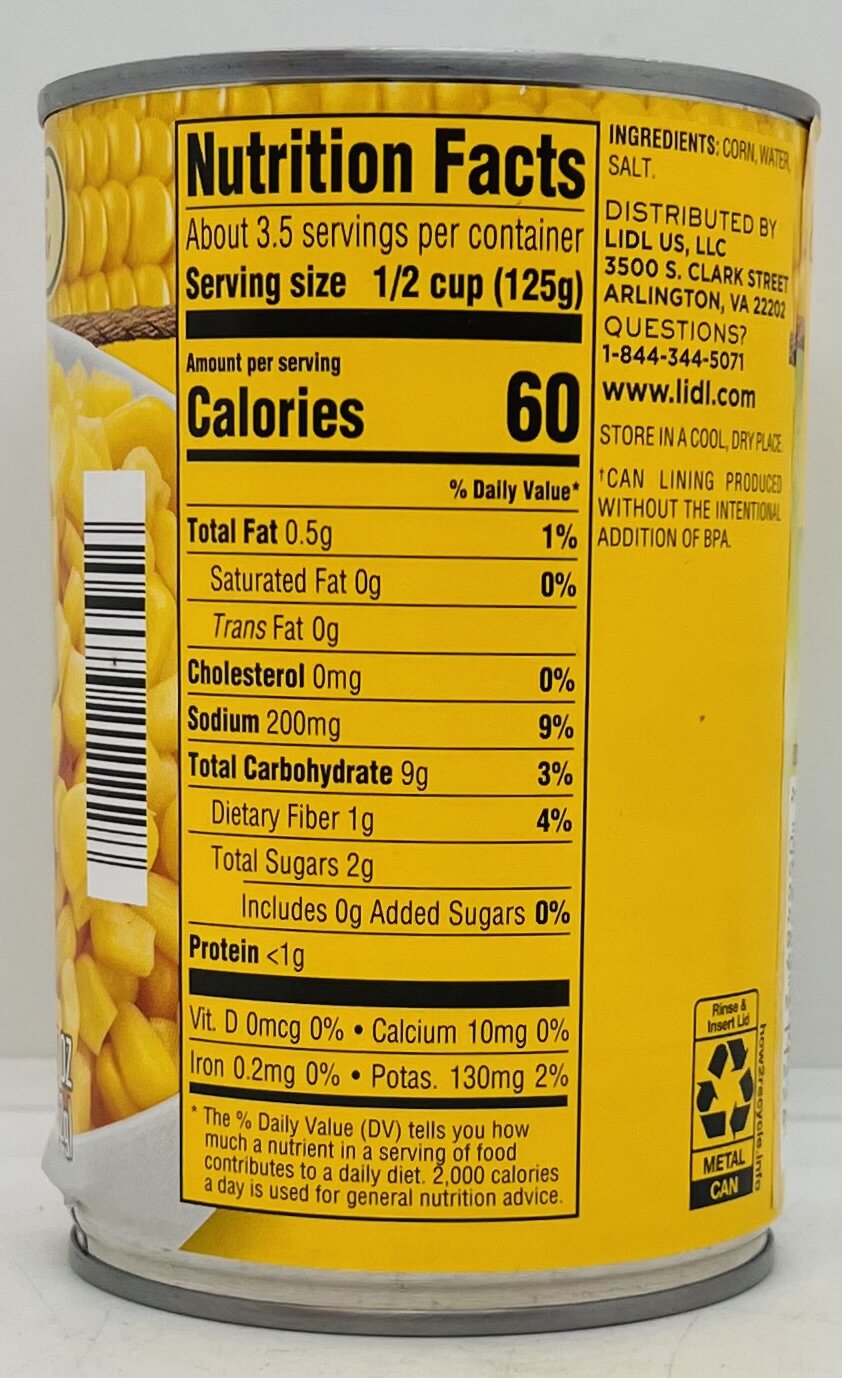 Nutrition Facts
About 3.5 servings per container
Serving size 1/2 cup (125g)
Amount per serving
Calories 60
% Daily Value*
Total Fat 0.5g 1%
Saturated Fat 0g 0%
Trans Fat 0g
Cholesterol 0mg 0%
Sodium 200mg 9%
Total Carbohydrate 9g 3%
Dietary Fiber 1g 4%
Total Sugars 2g
Includes 0g Added Sugars 0%
Protein <1g
Vit. D 0mcg 0% • Calcium 10mg 0%
Iron 0.2mg 0% • Potas. 130mg 2%
* The % Daily Value (DV) tells you how
much a nutrient in a serving of food
contributes to a daily diet. 2,000 calories
a day is used for general nutrition advice.
INGREDIENTS: CORN, WATER,
SALT.
DISTRIBUTED BY
LIDL US, LLC
3500 S. CLARK STREET
ARLINGTON, VA 22202
QUESTIONS?
1-844-344-5071
www.lidl.com
STORE IN A COOL, DRY PLACE.
†CAN LINING PRODUCED
WITHOUT THE INTENTIONAL
ADDITION OF BPA.
Rinse &
Insert Lid
METAL
CAN
how2recycle.info
OZ